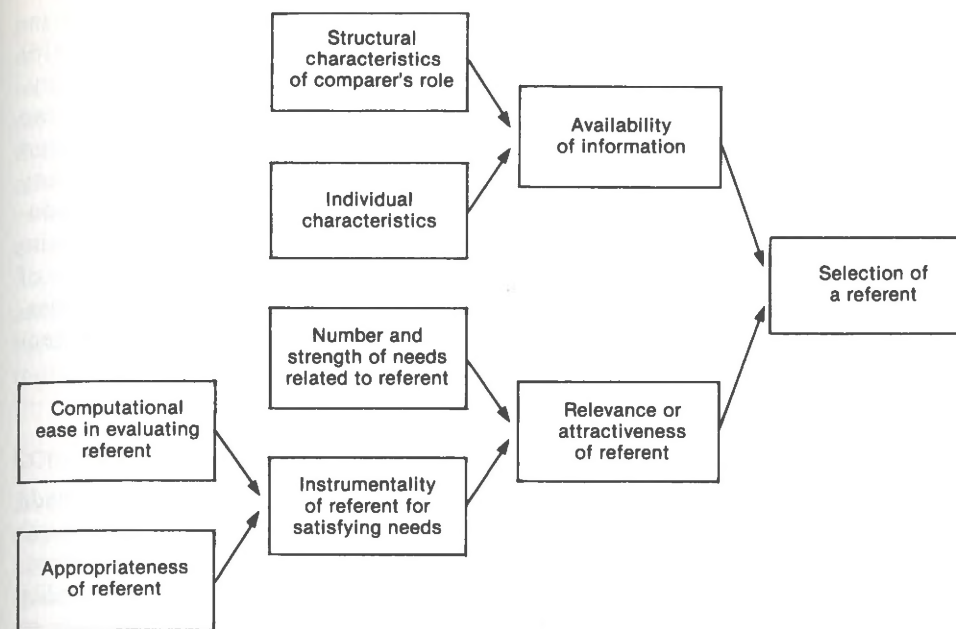 Structural
characteristics
of comparer's role
Availability
of information
Individual
characteristics
Selection of
a referent
Number and
strength of needs
related to referent
Relevance or
attractiveness
of referent
Computational
ease in evaluating
referent
Instrumentality
of referent for
satisfying needs
Appropriateness
of referent